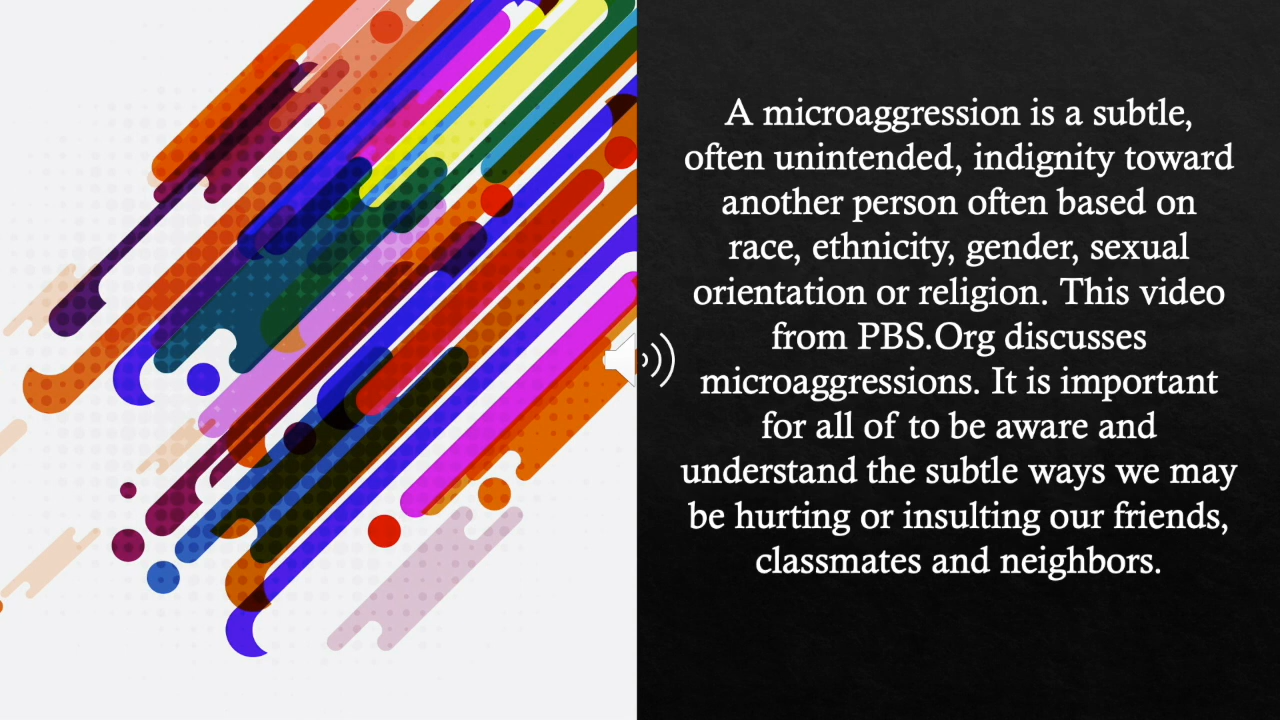 A microaggression is a subtle,
often unintended, indignity toward
another person often based on
race, ethnicity, gender, sexual
orientation or religion. This video
from PBS.Org discusses
microaggressions. It is important
for all of to be aware and
understand the subtle ways we may
be hurting or insulting our friends,
classmates and neighbors.